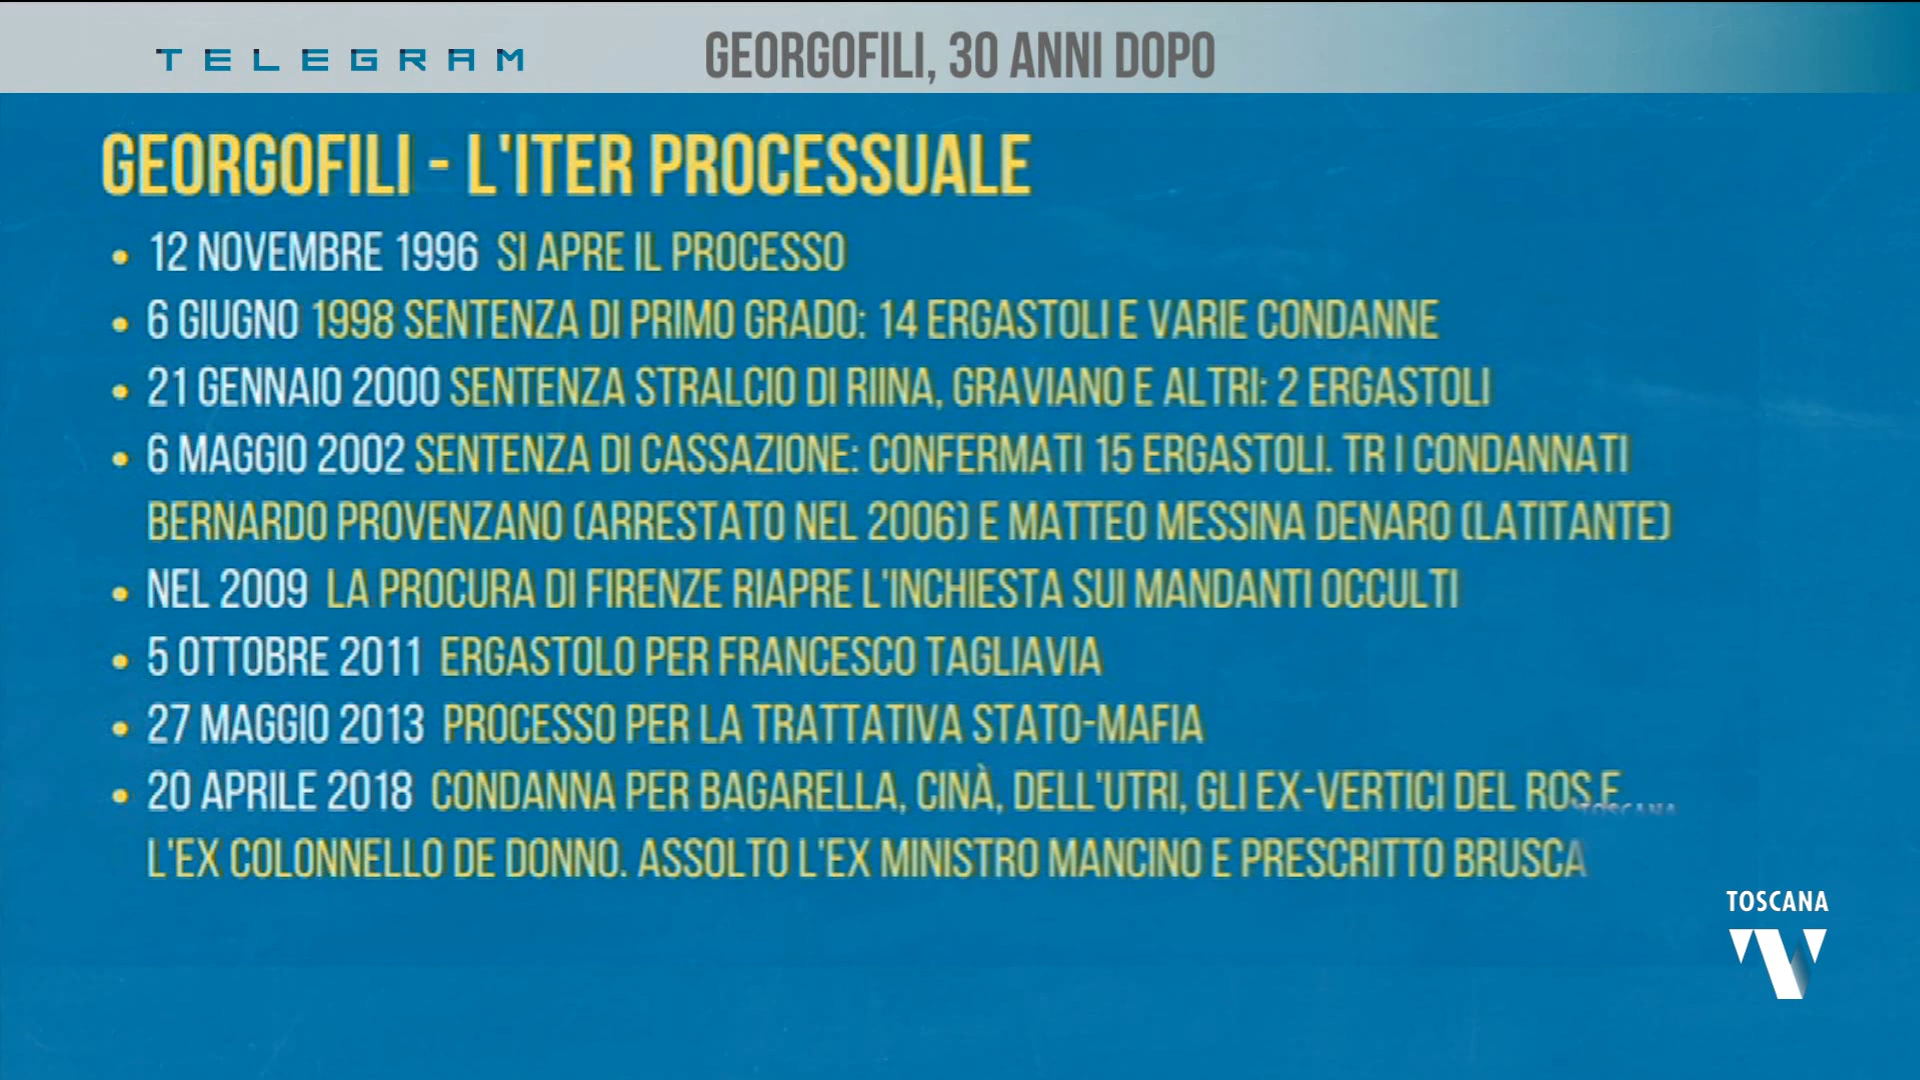 TELEGRAM
GEORGOFILI, 30 ANNI DOPO
GEORGOFILI - L'ITER PROCESSUALE
• 12 NOVEMBRE 1996 SI APRE IL PROCESSO
• 6 GIUGNO 1998 SENTENZA DI PRIMO GRADO: 14 ERGASTOLI E VARIE CONDANNE
• 21 GENNAIO 2000 SENTENZA STRALCIO DI RIINA, GRAVIANO E ALTRI: 2 ERGASTOLI
• 6 MAGGIO 2002 SENTENZA DI CASSAZIONE: CONFERMATI 15 ERGASTOLI. TR I CONDANNATI
BERNARDO PROVENZANO (ARRESTATO NEL 2006) E MATTEO MESSINA DENARO (LATITANTE)
• NEL 2009 LA PROCURA DI FIRENZE RIAPRE L'INCHIESTA SUI MANDANTI OCCULTI
• 5 OTTOBRE 2011 ERGASTOLO PER FRANCESCO TAGLIAVIA
• 27 MAGGIO 2013 PROCESSO PER LA TRATTATIVA STATO-MAFIA
• 20 APRILE 2018 CONDANNA PER BAGARELLA, CINÀ, DELL'UTRI, GLI EX-VERTICI DEL ROS E
TOSCANA
L'EX COLONNELLO DE DONNO. ASSOLTO L'EX MINISTRO MANCINO E PRESCRITTO BRUSCA
TOSCANA
TV